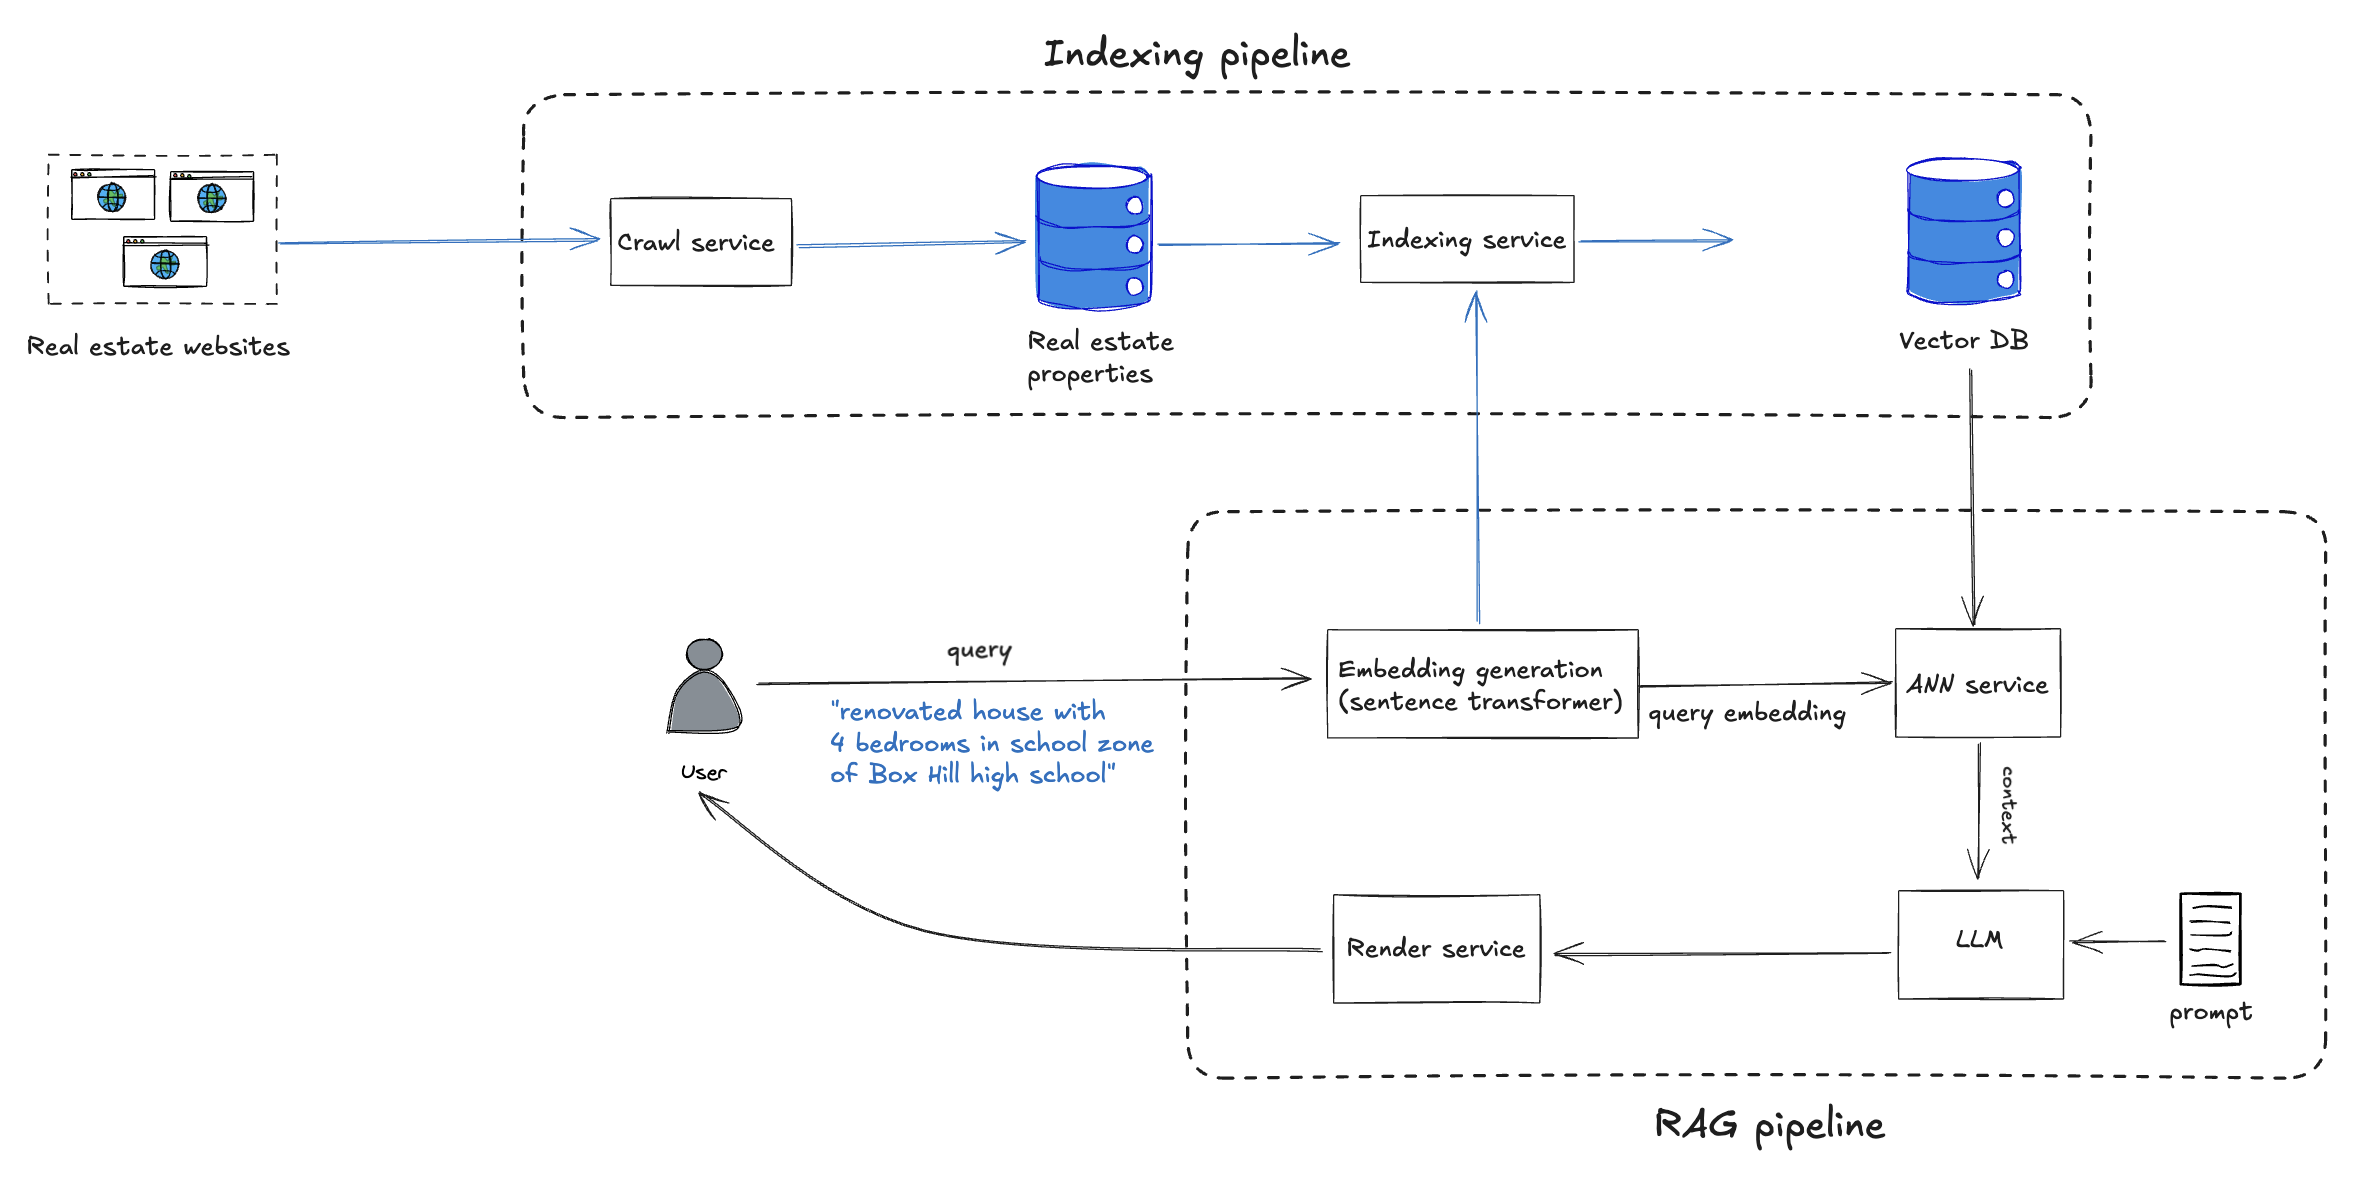 Indexing pipeline
Crawl service
Indexing service
Real estate websites
Real estate
properties
Vector DB
query
"renovated house with
4 bedrooms in school zone
of Box Hill high school"
User
Embedding generation
(sentence transformer)
query embedding
ANN service
context
Render service
LLM
prompt
RAG pipeline